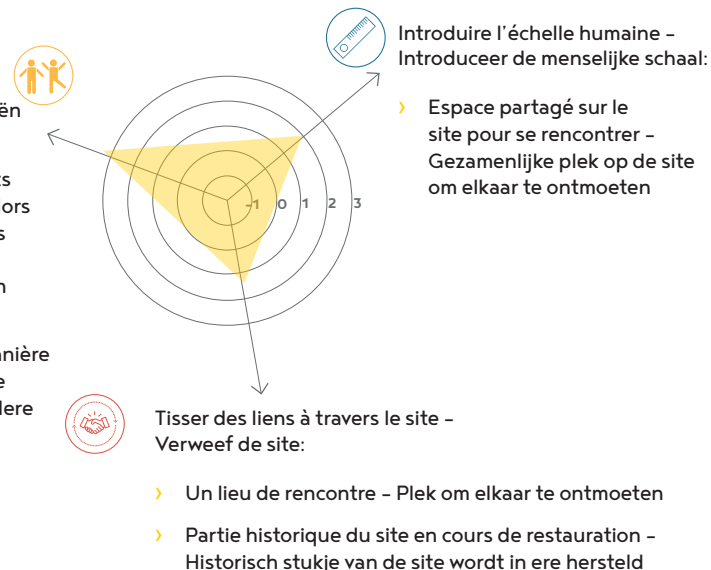 Introduire l'échelle humaine –
Introduceer de menselijke schaal:
› Espace partagé sur le
site pour se rencontrer –
Gezamenlijke plek op de site
om elkaar te ontmoeten
-1 0 1 2 3
Tisser des liens à travers le site –
Verweef de site:
› Un lieu de rencontre – Plek om elkaar te ontmoeten
› Partie historique du site en cours de restauration –
Historisch stukje van de site wordt in ere hersteld